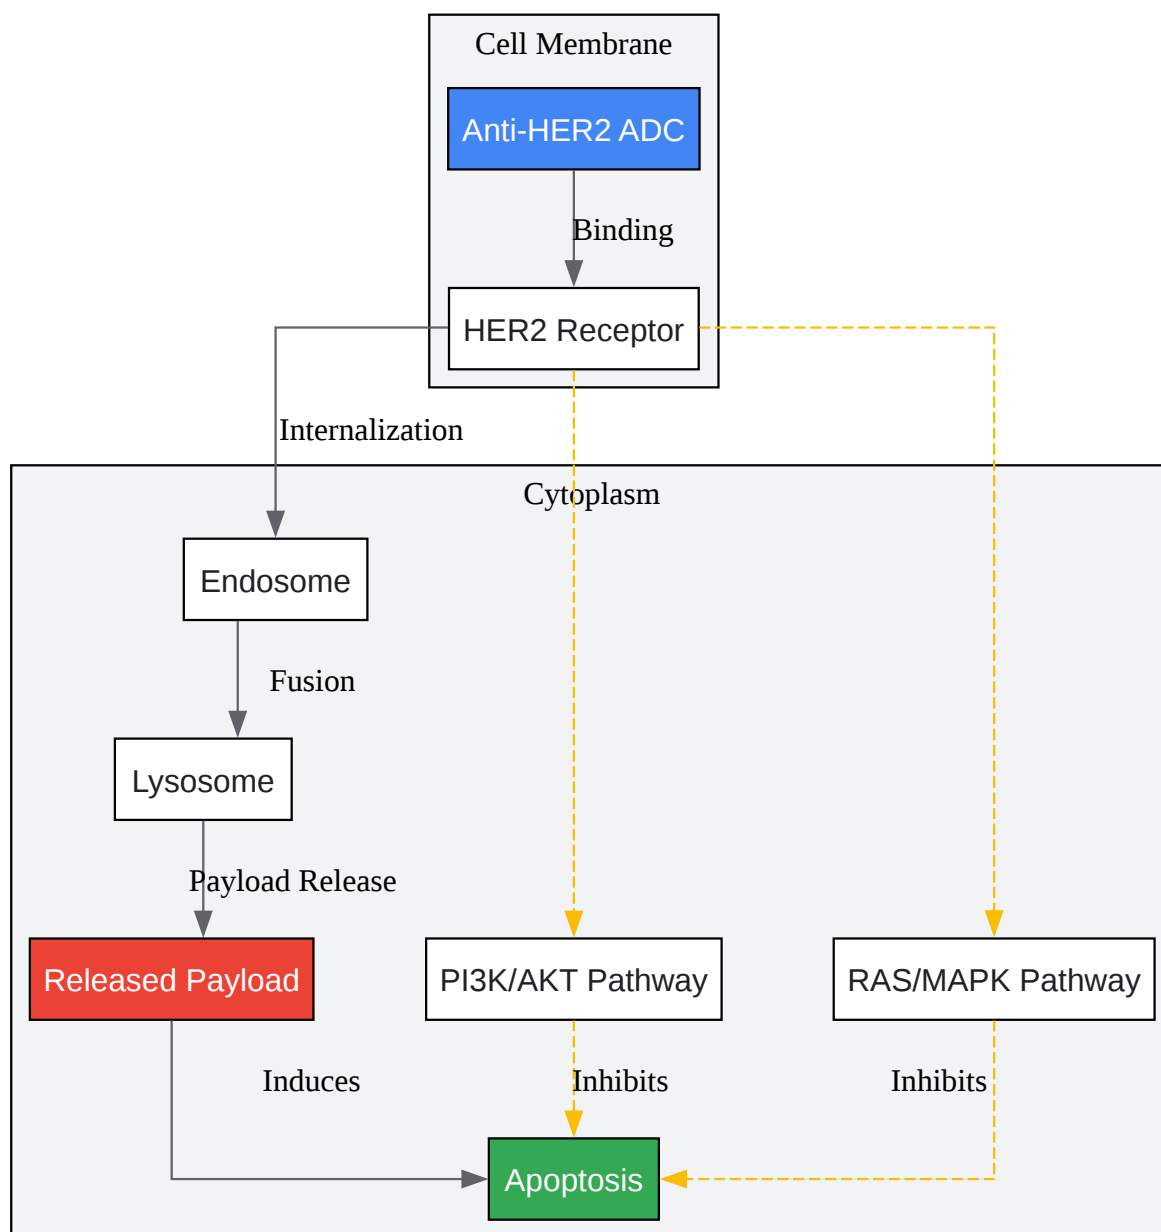 Cell Membrane
Anti-HER2 ADC
Binding
HER2 Receptor
Internalization
Cytoplasm
Endosome
Fusion
Lysosome
Payload Release
Released Payload
PI3K/AKT Pathway
RAS/MAPK Pathway
Induces
Inhibits
Inhibits
Apoptosis